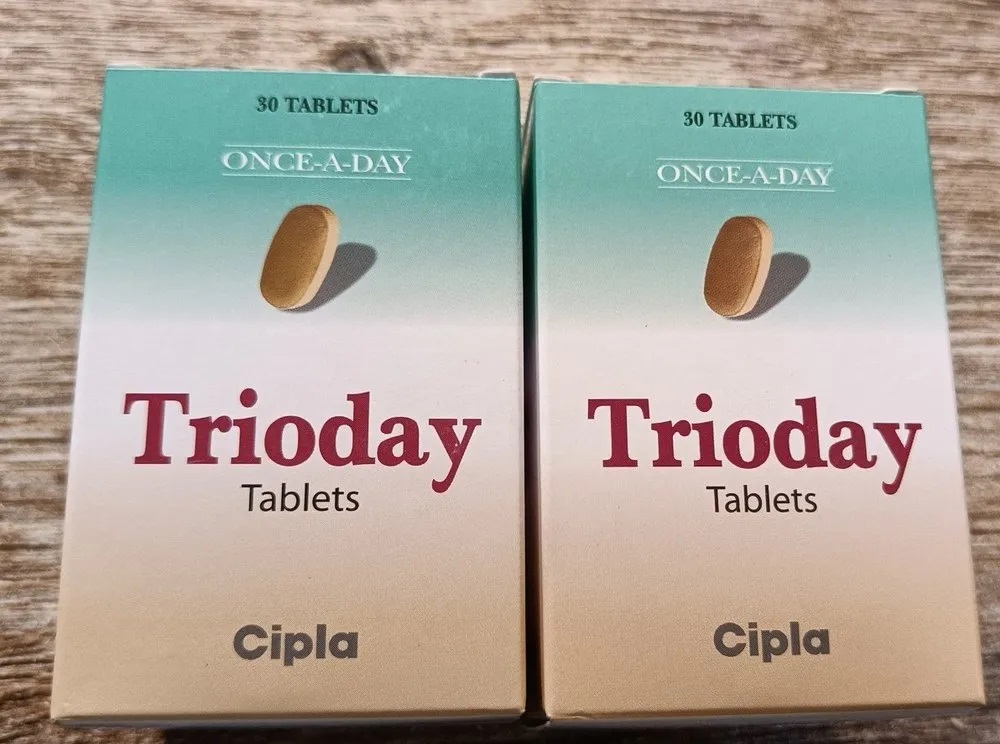 30 TABLETS
ONCE-A-DAY
Trioday
Tablets
Cipla
30 TABLETS
ONCE-A-DAY
Trioday
Tablets
Cipla